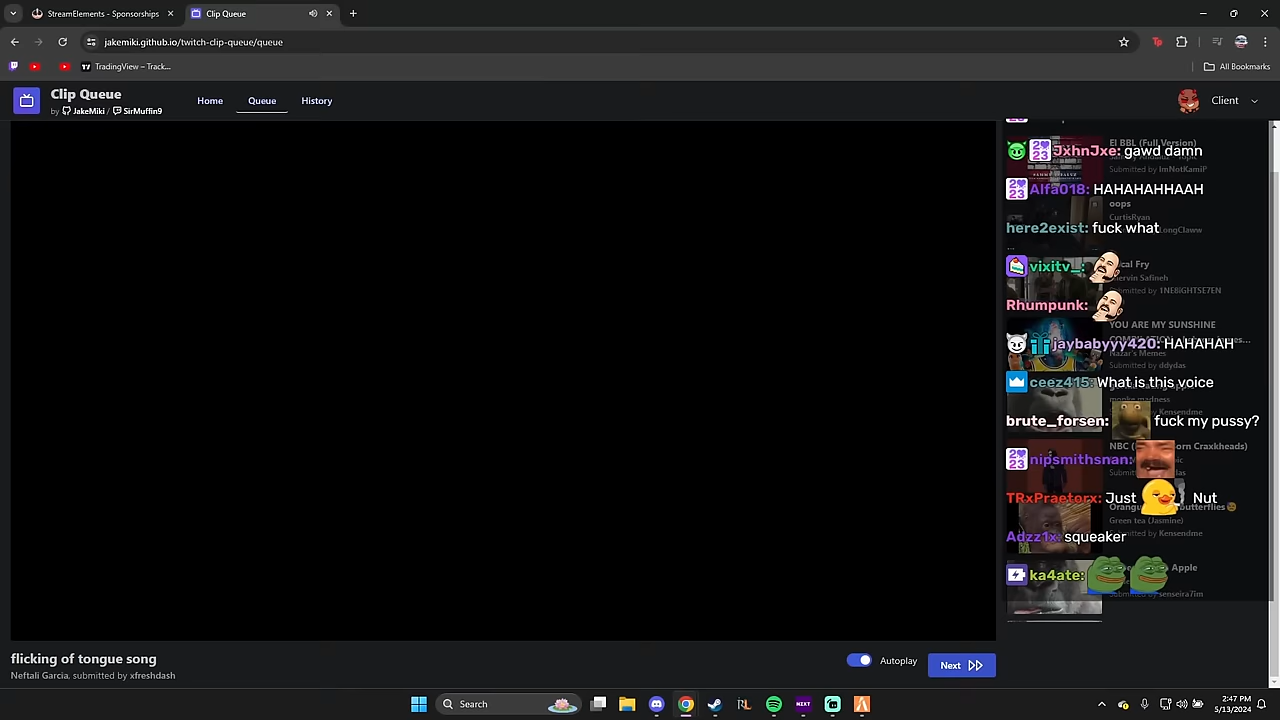 StreamElements - Sponsorships
Clip Queue
jakemiki.github.io/twitch-clip-queue/queue
TradingView – Track...
All Bookmarks
Clip Queue
by JakeMiki / SirMuffin9
Home
Queue
History
Client
El BBL (Full Version)
JxhnJxe: gawd damn
Submitted by ImNotKamiP
Alfa018: HAHAHAHHAAH
oops
CurtisRyan
here2exist: fuck what
LongClaww
...
vixitv_:
cal Fry
Shervin Safineh
Submitted by 1NE8IGHTSE7EN
Rhumpunk:
YOU ARE MY SUNSHINE
jaybabyyy420: HAHAHAH
Nazar's Memes
Submitted by ddydas
ceez415: What is this voice
monke madness
Kensendme
brute_forsen: fuck my pussy?
NBC (
orn Craxkheads)
nipsmithsnan:
TRxPraetorx: Just Nut
Orang
utterflies
Green tea (Jasmine)
Submitted by Kensendme
Adzz1x: squeaker
Apple
ka4ate:
Submitted by senseira7im
flicking of tongue song
Neftali Garcia, submitted by xfreshdash
Autoplay
Next
Search
NEXT
2:47 PM
5/13/2024